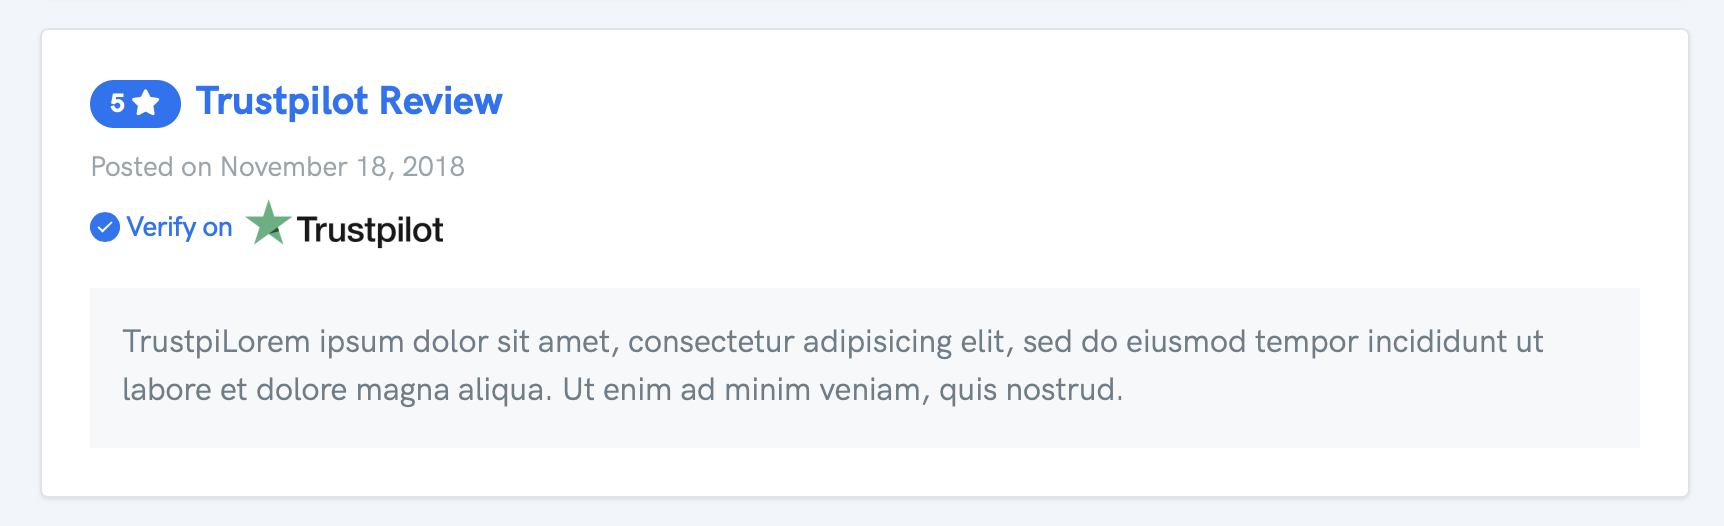 5 Trustpilot Review
Posted on November 18, 2018
Verify on Trustpilot
TrustpiLorem ipsum dolor sit amet, consectetur adipisicing elit, sed do eiusmod tempor incididunt ut
labore et dolore magna aliqua. Ut enim ad minim veniam, quis nostrud.